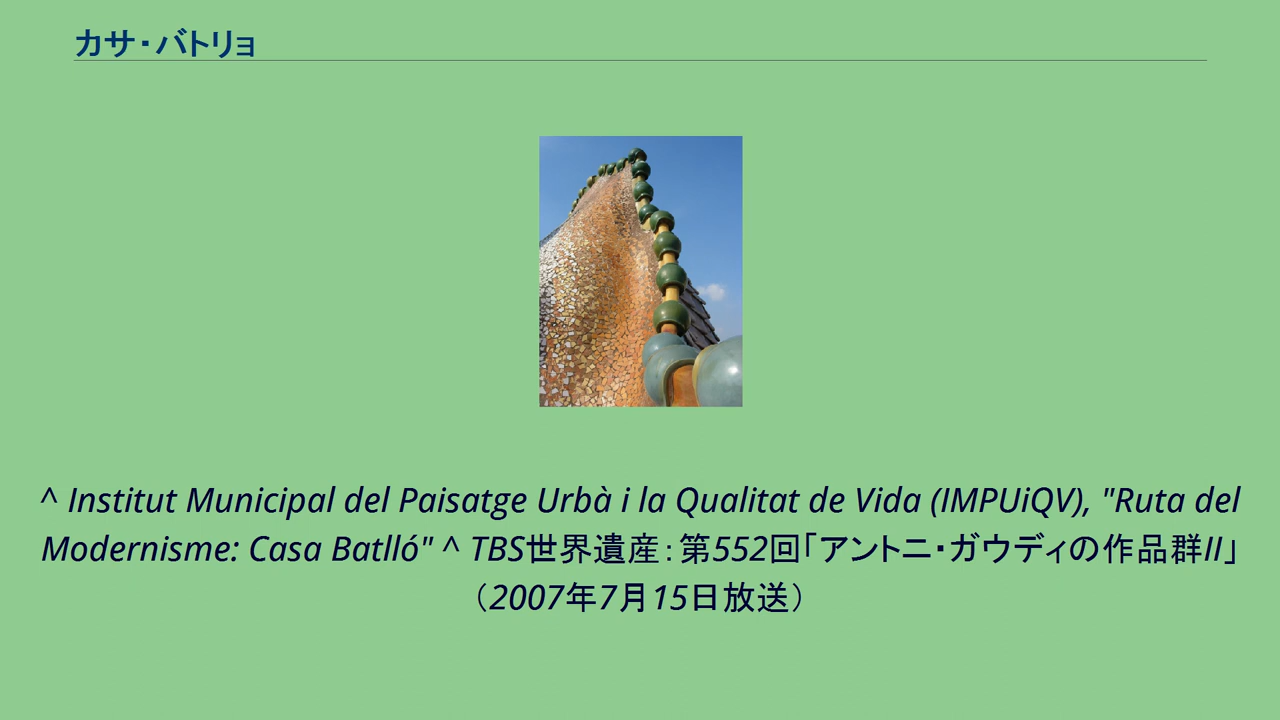 カサ・バトリョ
^ Institut Municipal del Paisatge Urbà i la Qualitat de Vida (IMPUiQV), "Ruta del
Modernisme: Casa Batlló" ^ TBS世界遺産：第552回「アントニ・ガウディの作品群II」
（2007年7月15日放送）